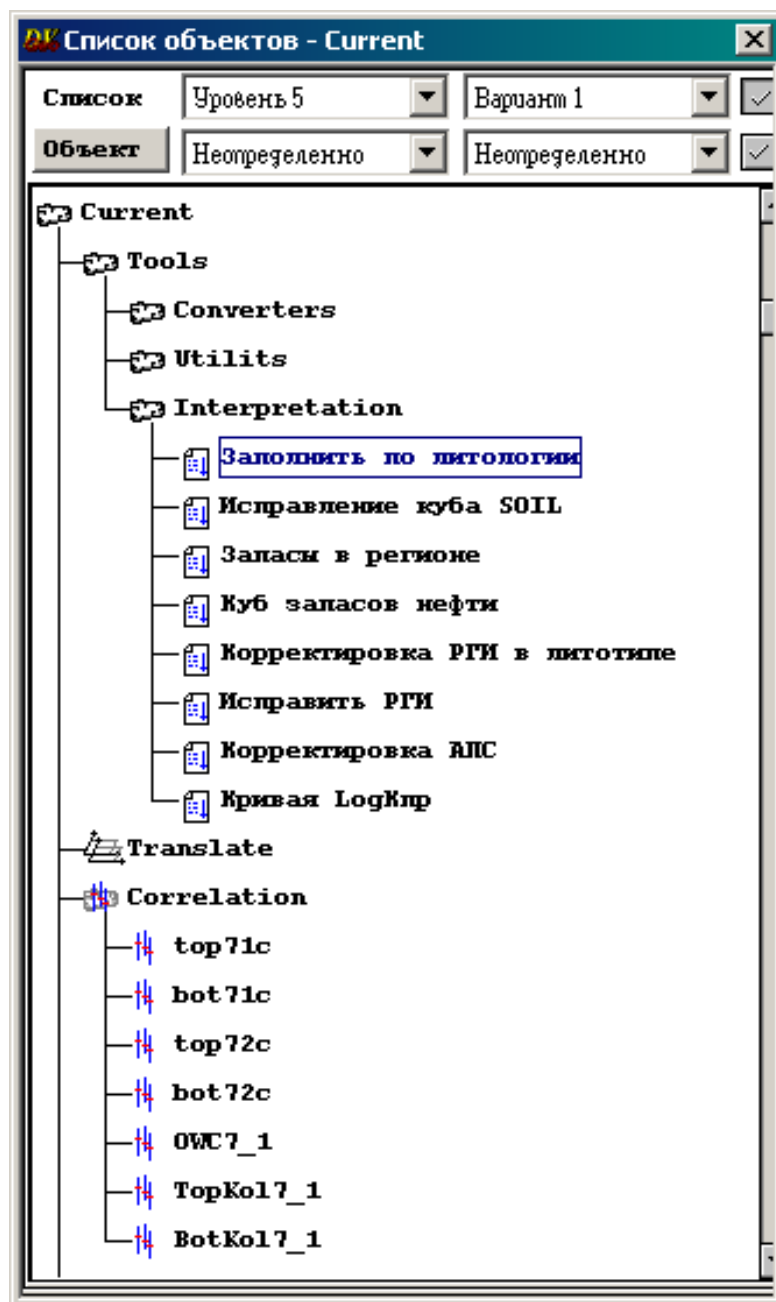 DK Список объектов - Current
Список Уровень 5 Вариант 1
Объект Неопределенно Неопределенно
Current
Tools
Converters
Utilits
Interpretation
Заполнить по литологии
Исправление куба SOIL
Запасы в регионе
Куб запасов нефти
Корректировка РГИ в литотипе
Исправить РГИ
Корректировка АПС
Кривая LogКпр
Translate
Correlation
top71c
bot71c
top72c
bot72c
OWC7_1
TopKol7_1
BotKol7_1